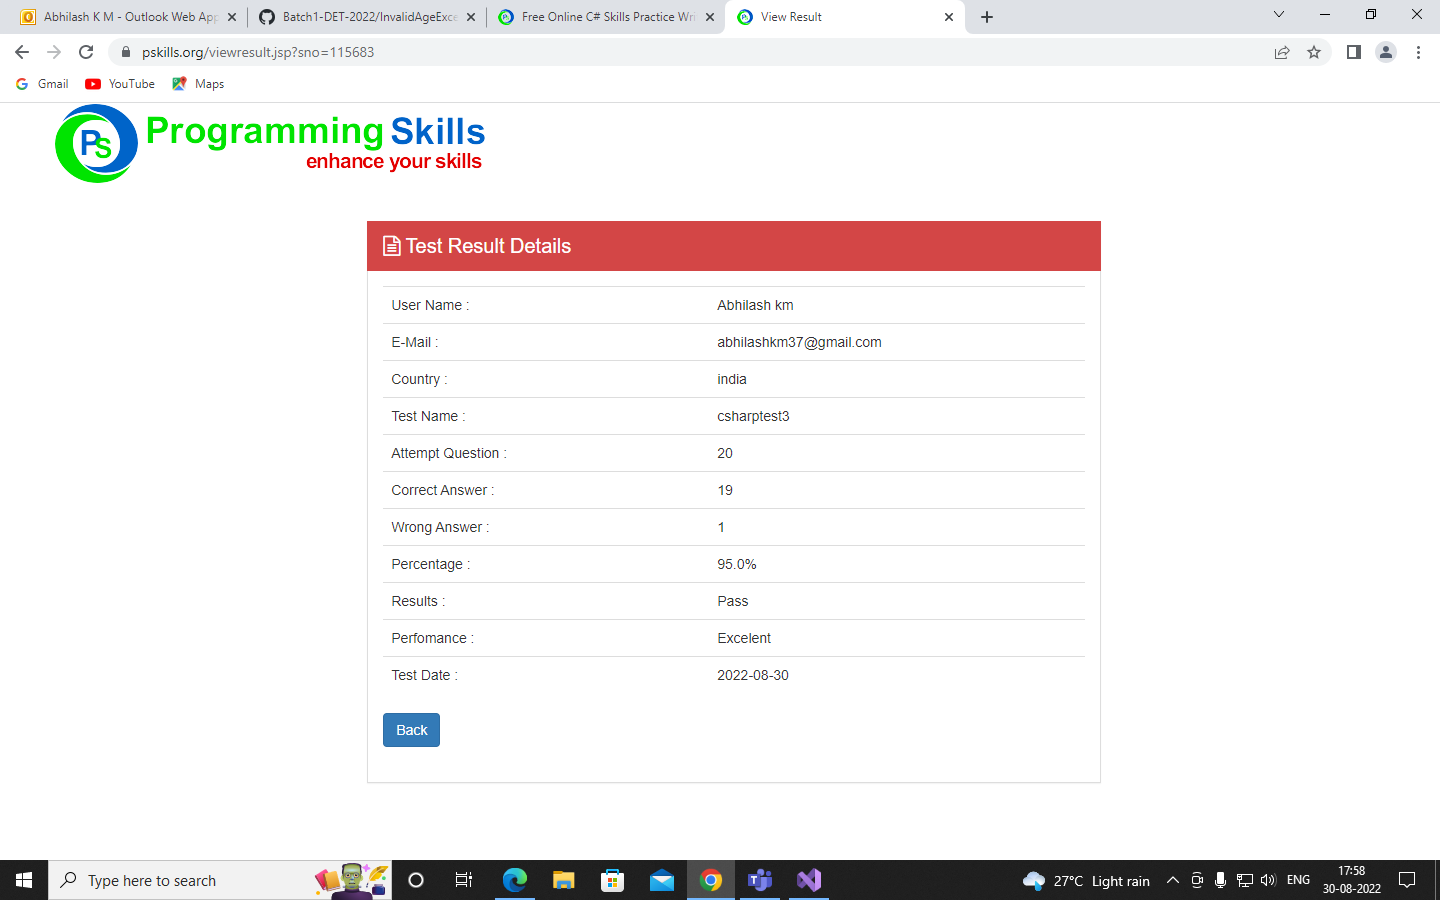 Abhilash K M - Outlook Web App
Batch1-DET-2022/InvalidAgeExce
Free Online C# Skills Practice Wri
View Result
pskills.org/viewresult.jsp?sno=115683
Gmail
YouTube
Maps
PS
Programming Skills
enhance your skills
Test Result Details
User Name : Abhilash km
E-Mail : abhilashkm37@gmail.com
Country : india
Test Name : csharptest3
Attempt Question : 20
Correct Answer : 19
Wrong Answer : 1
Percentage : 95.0%
Results : Pass
Perfomance : Excelent
Test Date : 2022-08-30
Back
Type here to search
27°C Light rain
ENG
17:58
30-08-2022